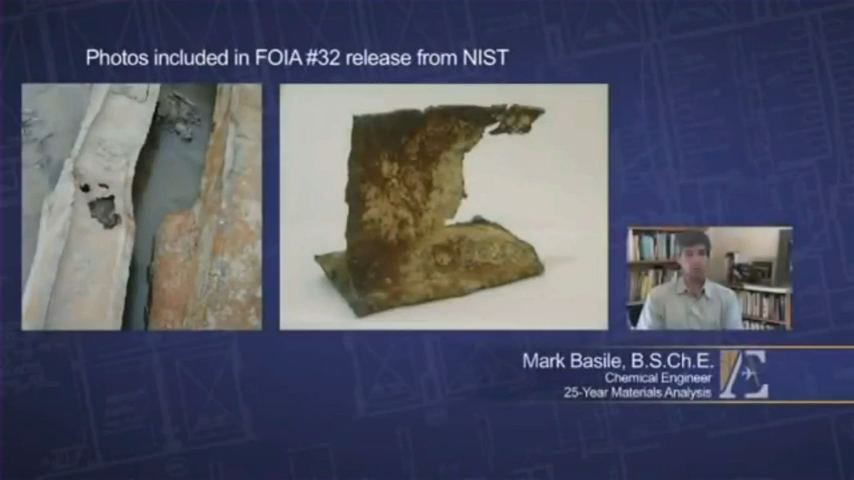 Photos included in FOIA #32 release from NIST
Mark Basile, B.S.Ch.E.
Chemical Engineer
25-Year Materials Analysis